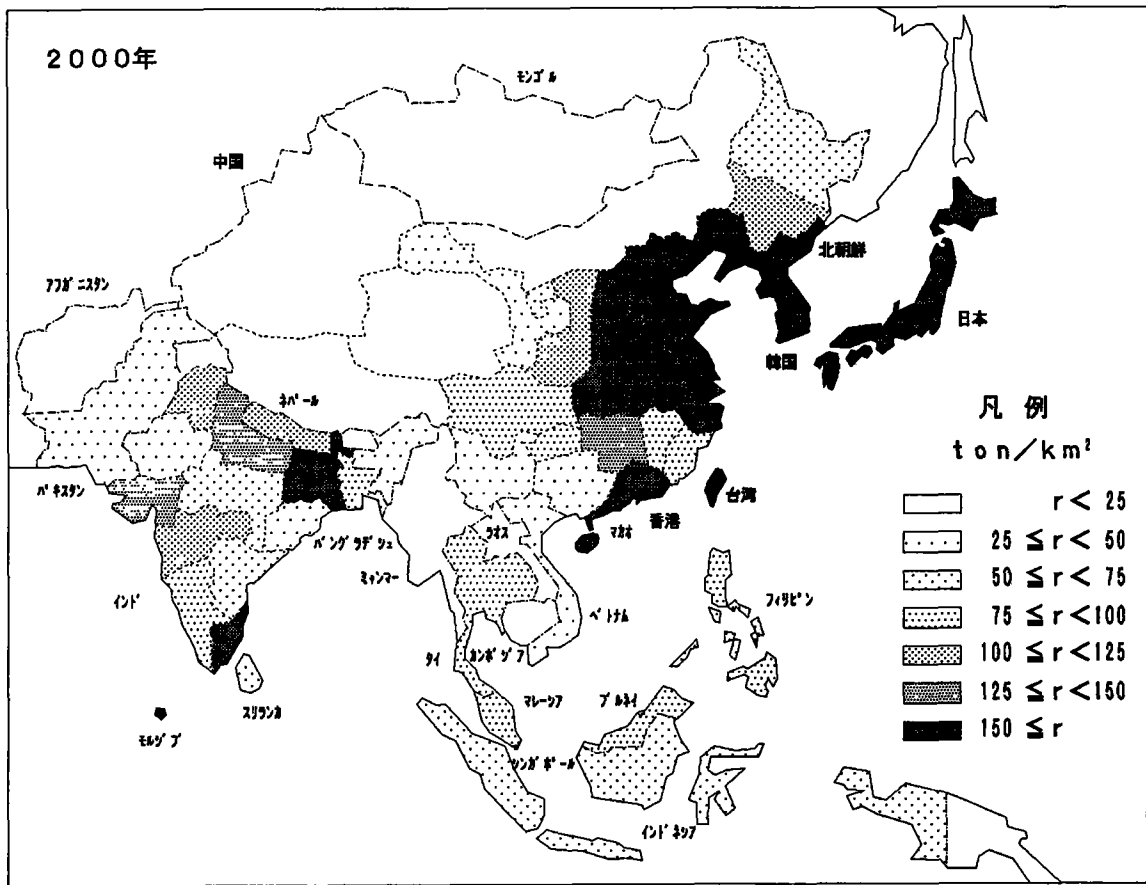 2000年
モンゴル
中国
アフガニスタン
北朝鮮
日本
韓国
ネパール
凡例
ton/km²
パキスタン
台湾
r<25
香港
マカオ
ラオス
25≦r<50
バングラデシュ
ミャンマー
50≦r<75
フィリピン
インド
ベトナム
75≦r<100
タイ
カンボジア
100≦r<125
マレーシア
ブルネイ
125≦r<150
スリランカ
モルジブ
150≦r
シンガポール
インドネシア